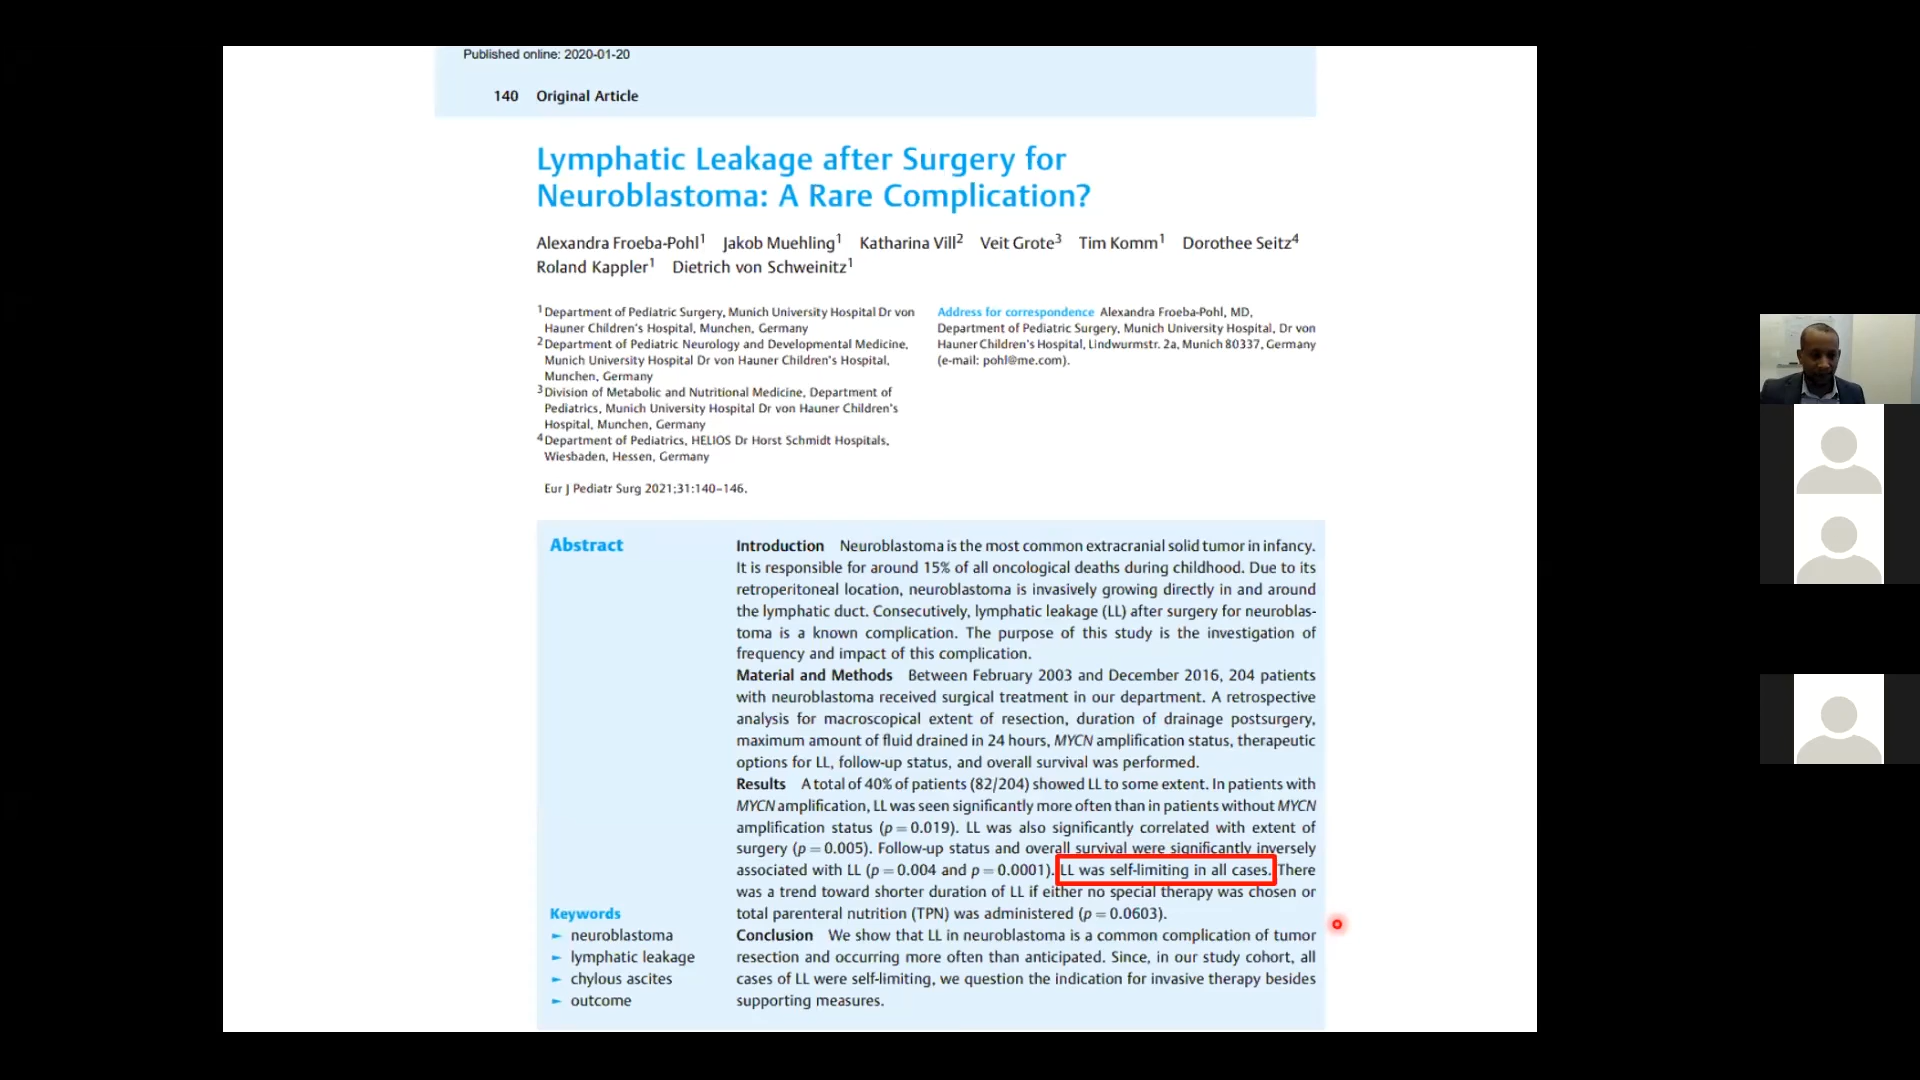 Published online: 2020-01-20
140 Original Article
Lymphatic Leakage after Surgery for
Neuroblastoma: A Rare Complication?
Alexandra Froeba-Pohl1 Jakob Muehling1 Katharina Vill2 Veit Grote3 Tim Komm1 Dorothee Seitz4
Roland Kappler1 Dietrich von Schweinitz1
1 Department of Pediatric Surgery, Munich University Hospital Dr von
Hauner Children's Hospital, Munchen, Germany
2 Department of Pediatric Neurology and Developmental Medicine,
Munich University Hospital Dr von Hauner Children's Hospital,
Munchen, Germany
3 Division of Metabolic and Nutritional Medicine, Department of
Pediatrics, Munich University Hospital Dr von Hauner Children's
Hospital, Munchen, Germany
4 Department of Pediatrics, HELIOS Dr Horst Schmidt Hospitals,
Wiesbaden, Hessen, Germany
Address for correspondence Alexandra Froeba-Pohl, MD,
Department of Pediatric Surgery, Munich University Hospital, Dr von
Hauner Children's Hospital, Lindwurmstr. 2a, Munich 80337, Germany
(e-mail: pohl@me.com).
Eur J Pediatr Surg 2021;31:140–146.
Abstract
Introduction Neuroblastoma is the most common extracranial solid tumor in infancy.
It is responsible for around 15% of all oncological deaths during childhood. Due to its
retroperitoneal location, neuroblastoma is invasively growing directly in and around
the lymphatic duct. Consecutively, lymphatic leakage (LL) after surgery for neuroblas-
toma is a known complication. The purpose of this study is the investigation of
frequency and impact of this complication.
Material and Methods Between February 2003 and December 2016, 204 patients
with neuroblastoma received surgical treatment in our department. A retrospective
analysis for macroscopical extent of resection, duration of drainage postsurgery,
maximum amount of fluid drained in 24 hours, MYCN amplification status, therapeutic
options for LL, follow-up status, and overall survival was performed.
Results A total of 40% of patients (82/204) showed LL to some extent. In patients with
MYCN amplification, LL was seen significantly more often than in patients without MYCN
amplification status (p = 0.019). LL was also significantly correlated with extent of
surgery (p = 0.005). Follow-up status and overall survival were significantly inversely
associated with LL (p = 0.004 and p = 0.0001). LL was self-limiting in all cases. There
was a trend toward shorter duration of LL if either no special therapy was chosen or
total parenteral nutrition (TPN) was administered (p = 0.0603).
Conclusion We show that LL in neuroblastoma is a common complication of tumor
resection and occurring more often than anticipated. Since, in our study cohort, all
cases of LL were self-limiting, we question the indication for invasive therapy besides
supporting measures.
Keywords
► neuroblastoma
► lymphatic leakage
► chylous ascites
► outcome